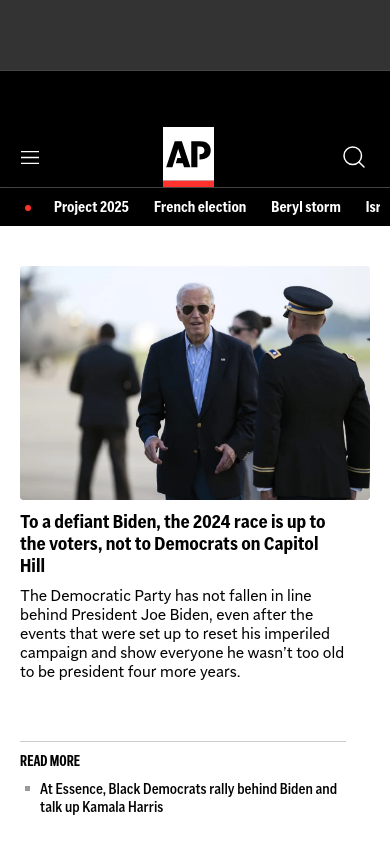 AP
Project 2025 French election Beryl storm Isr
To a defiant Biden, the 2024 race is up to
the voters, not to Democrats on Capitol
Hill
The Democratic Party has not fallen in line
behind President Joe Biden, even after the
events that were set up to reset his imperiled
campaign and show everyone he wasn’t too old
to be president four more years.
READ MORE
At Essence, Black Democrats rally behind Biden and
talk up Kamala Harris